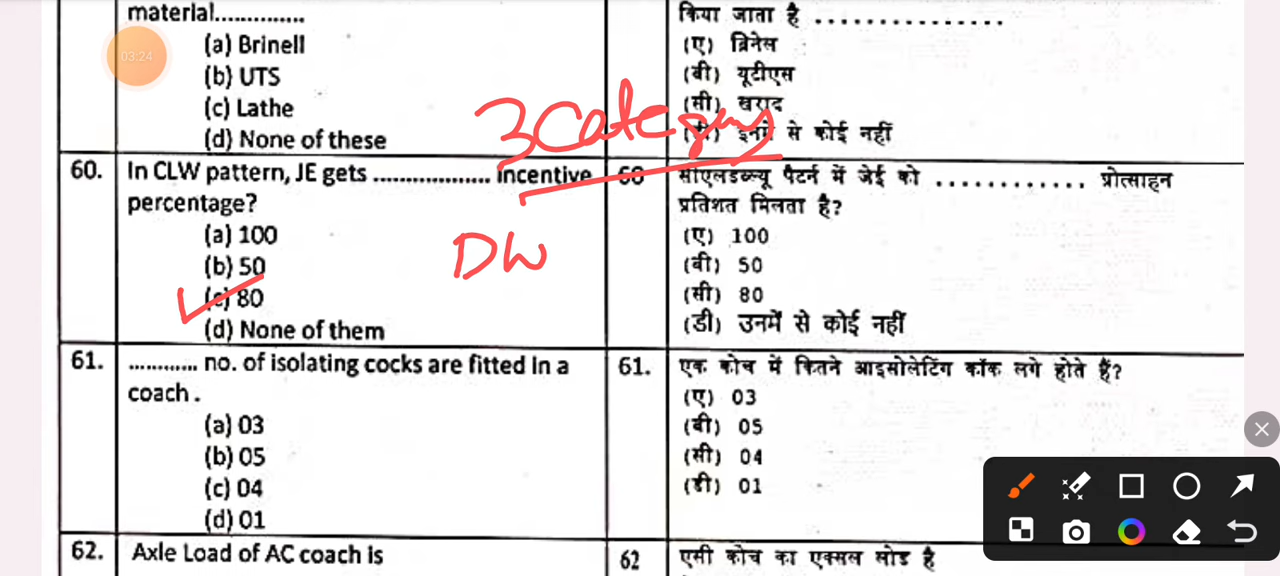 material..............
(a) Brinell
(b) UTS
(c) Lathe
(d) None of these
60. In CLW pattern, JE gets .................. incentive
percentage?
(a) 100
(b) 50
(c) 80
(d) None of them
61. ............ no. of isolating cocks are fitted in a
coach.
(a) 03
(b) 05
(c) 04
(d) 01
62. Axle Load of AC coach is
किया जाता है ................
(ए) ब्रिनेल
(बी) यूटीएस
(सी) खराद
(डी) इनमें से कोई नहीं
60 सीएलडब्ल्यू पैटर्न में जेई को ............ प्रोत्साहन
प्रतिशत मिलता है?
(ए) 100
(बी) 50
(सी) 80
(डी) उनमें से कोई नहीं
61. एक कोच में कितने आइसोलेटिंग कॉक लगे होते हैं?
(ए) 03
(बी) 05
(सी) 04
(डी) 01
62 एसी कोच का एक्सल लोड है
03:24
3 Category
DW